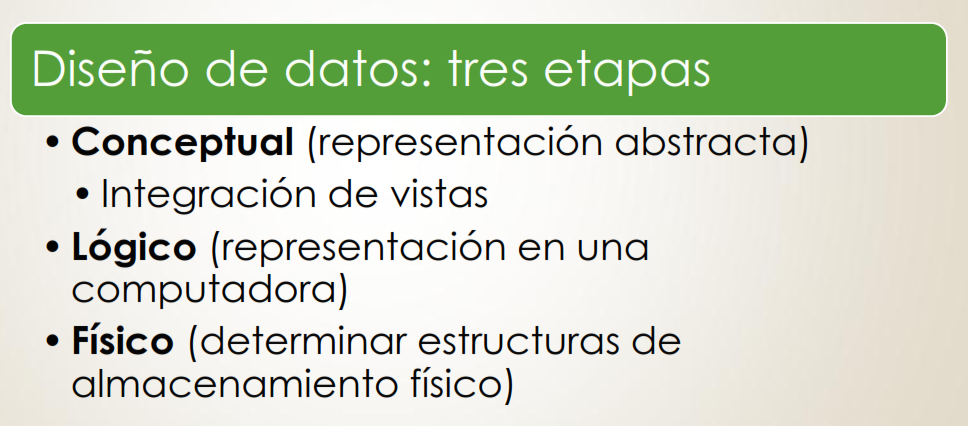 Diseño de datos: tres etapas
• Conceptual (representación abstracta)
• Integración de vistas
• Lógico (representación en una
computadora)
• Físico (determinar estructuras de
almacenamiento físico)